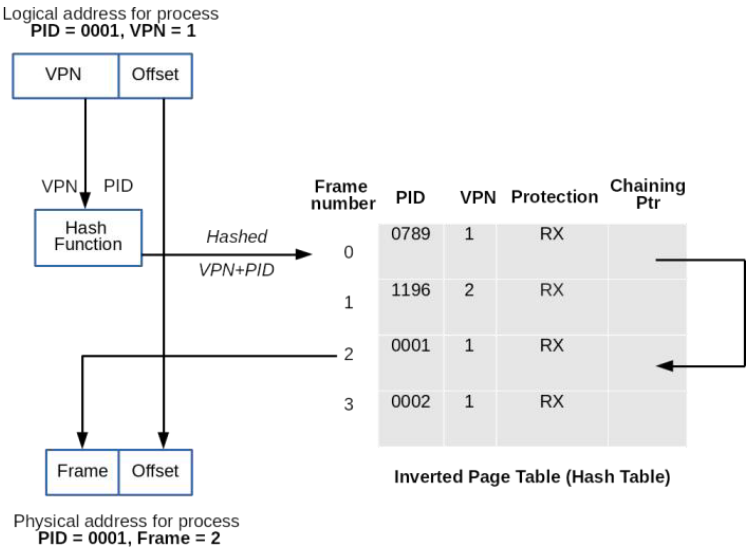 Logical address for process
PID = 0001, VPN = 1
VPN Offset
VPN PID
Hash
Function
Hashed
VPN+PID
Frame
number PID VPN Protection Chaining
Ptr
0 0789 1 RX
1 1196 2 RX
2 0001 1 RX
3 0002 1 RX
Inverted Page Table (Hash Table)
Frame Offset
Physical address for process
PID = 0001, Frame = 2